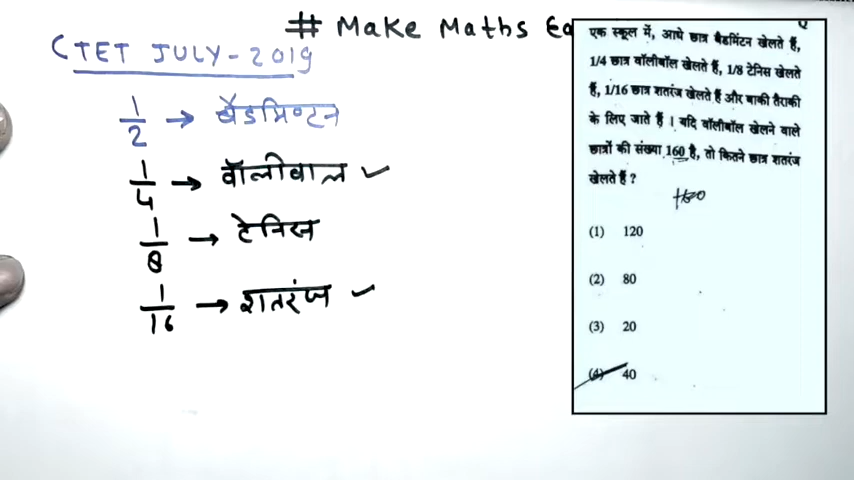 # Make Maths Ea
CTET JULY-2019
1/2 → बैडमिण्टन
1/4 → वॉलीवाल ✓
1/8 → टेनिस
1/16 → शतरंज ✓
एक स्कूल में, आधे छात्र बैडमिंटन खेलते हैं,
1/4 छात्र वॉलीबॉल खेलते हैं, 1/8 टेनिस खेलते
हैं, 1/16 छात्र शतरंज खेलते हैं और बाकी तैराकी
के लिए जाते हैं । यदि वॉलीबॉल खेलने वाले
छात्रों की संख्या 160 है, तो कितने छात्र शतरंज
खेलते हैं ?
(1) 120
(2) 80
(3) 20
(4) 40